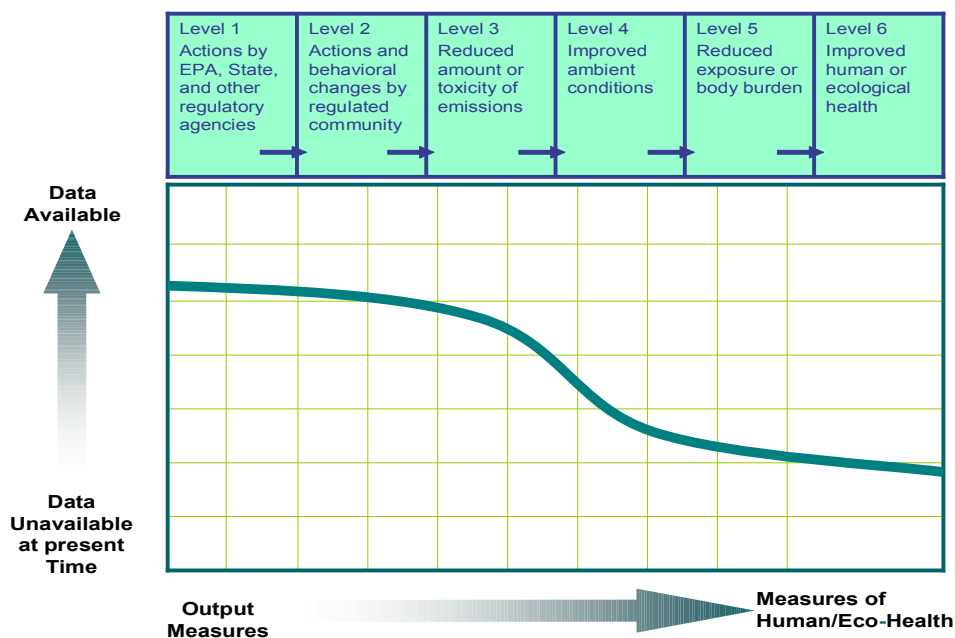 Level 1
Actions by
EPA, State,
and other
regulatory
agencies
Level 2
Actions and
behavioral
changes by
regulated
community
Level 3
Reduced
amount or
toxicity of
emissions
Level 4
Improved
ambient
conditions
Level 5
Reduced
exposure or
body burden
Level 6
Improved
human or
ecological
health
Data
Available
Data
Unavailable
at present
Time
Output
Measures
Measures of
Human/Eco-Health